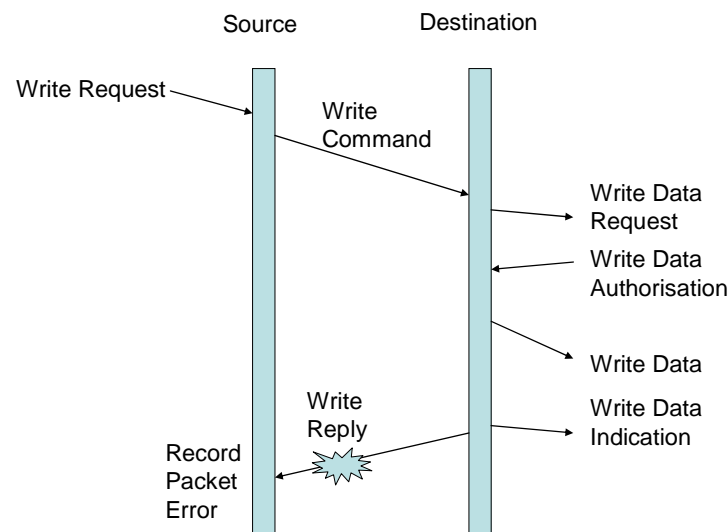 Source
Destination
Write Request
Write
Command
Write Data
Request
Write Data
Authorisation
Write Data
Write Data
Indication
Write
Reply
Record
Packet
Error